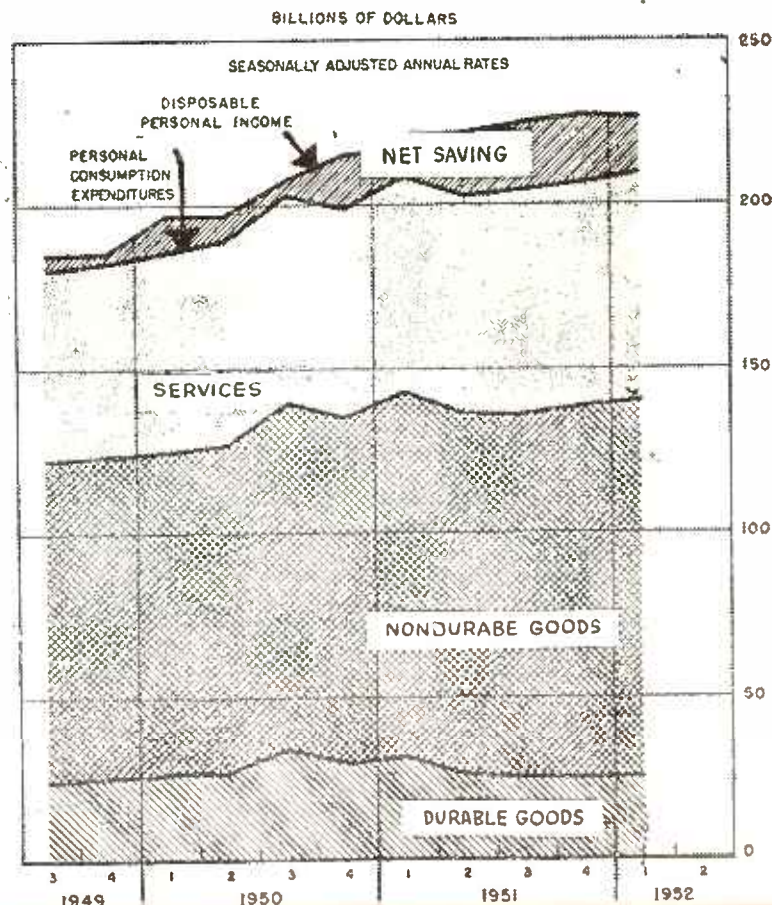 BILLIONS OF DOLLARS
250
SEASONALLY ADJUSTED ANNUAL RATES
DISPOSABLE
PERSONAL INCOME
PERSONAL
CONSUMPTION
EXPENDITURES
NET SAVING
200
150
SERVICES
100
NONDURABE GOODS
50
DURABLE GOODS
0
3 4 1 2 3 4 1 2 3 4 1 2
1949 1950 1951 1952